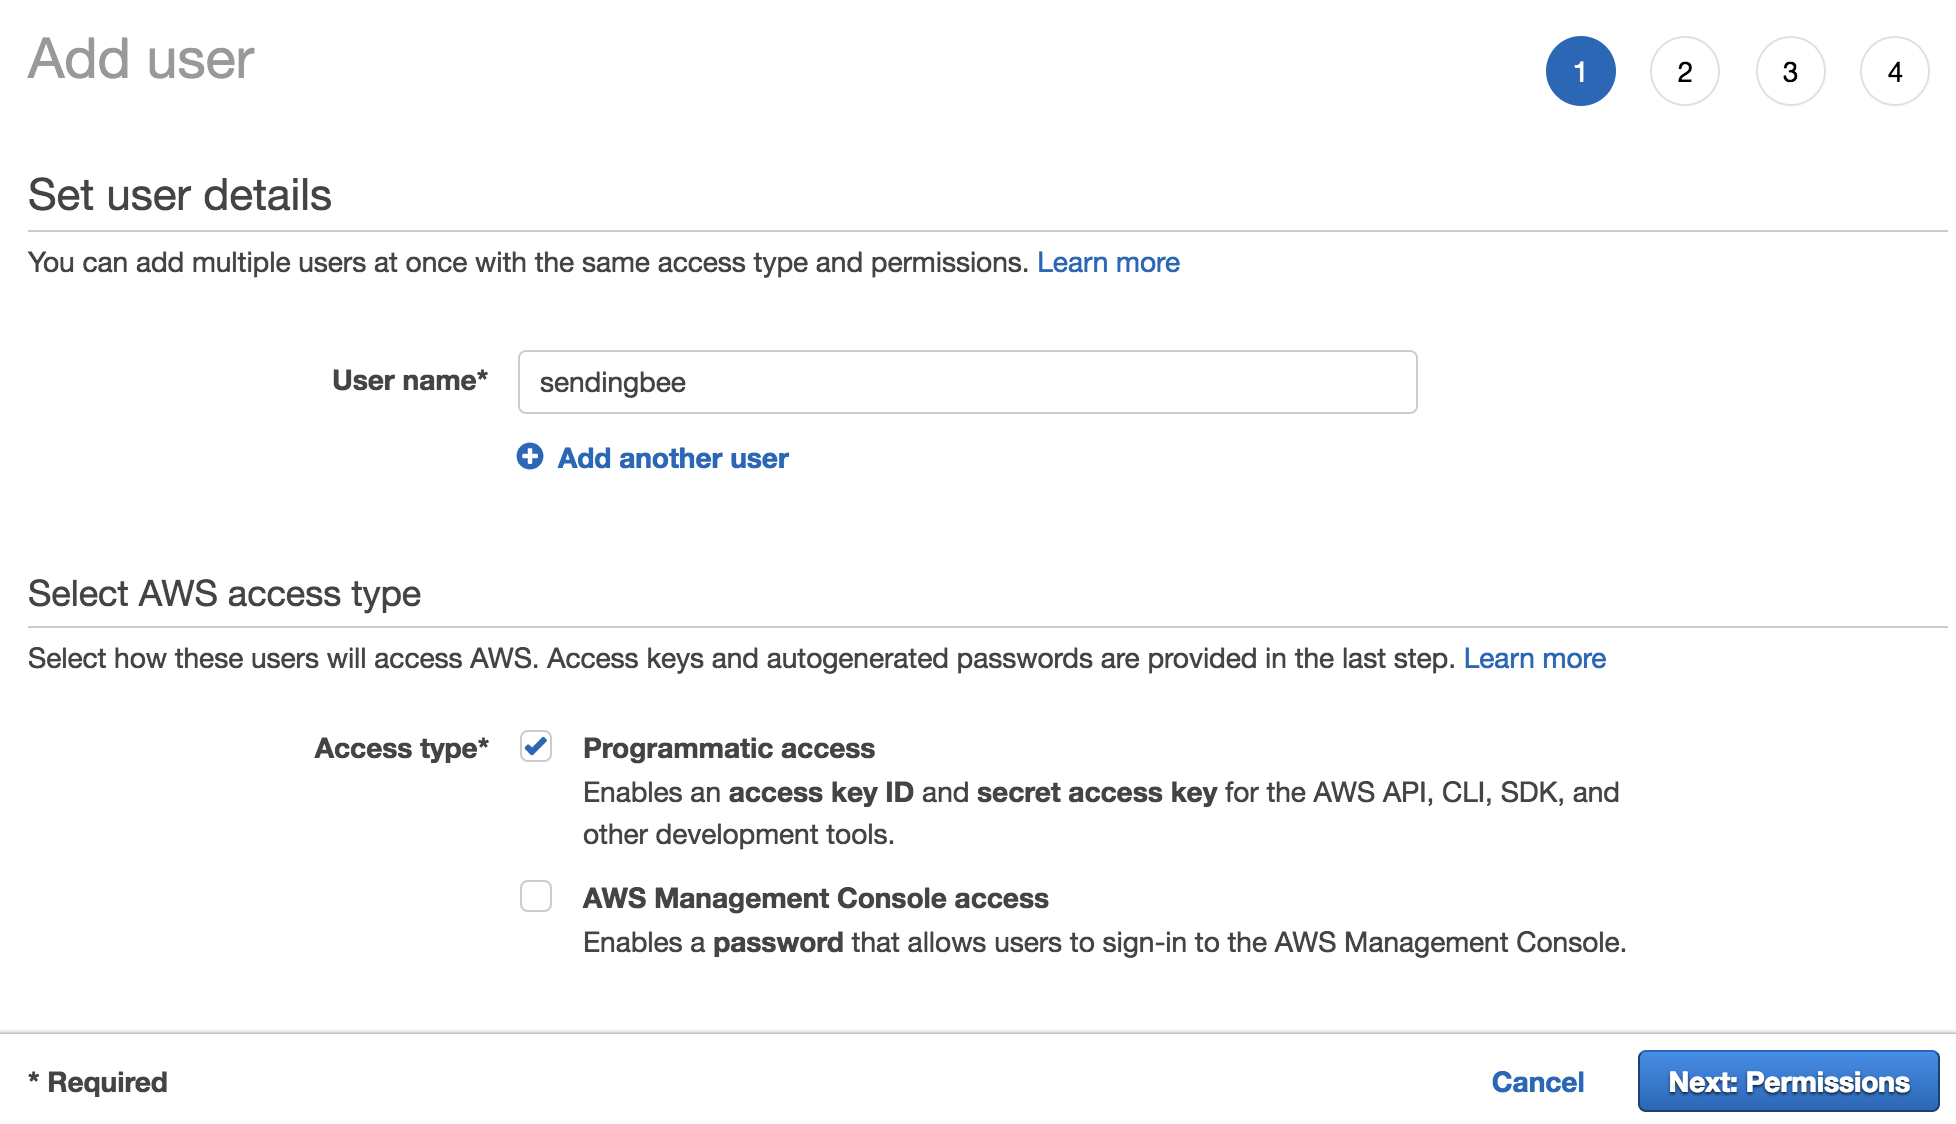 Add user
1 2 3 4
Set user details
You can add multiple users at once with the same access type and permissions. Learn more
User name* sendingbee
Add another user
Select AWS access type
Select how these users will access AWS. Access keys and autogenerated passwords are provided in the last step. Learn more
Access type* Programmatic access
Enables an access key ID and secret access key for the AWS API, CLI, SDK, and
other development tools.
AWS Management Console access
Enables a password that allows users to sign-in to the AWS Management Console.
* Required Cancel Next: Permissions